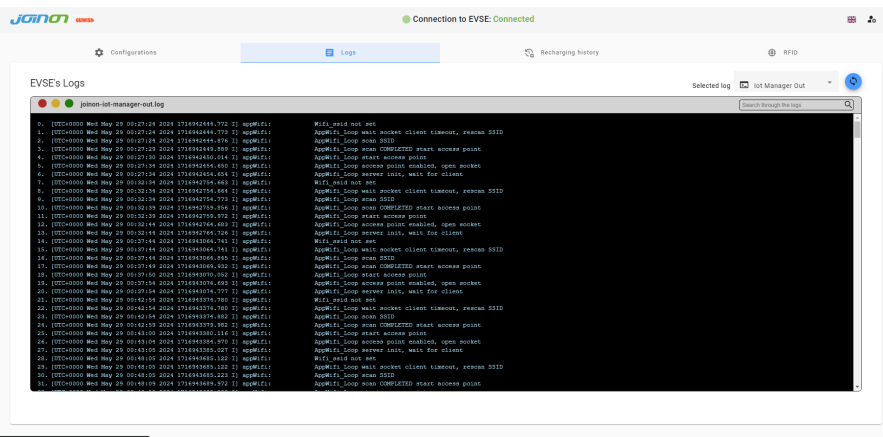 JOINON GEWISS
Connection to EVSE: Connected
Configurations
Logs
Recharging history
RFID
EVSE's Logs
Selected log
Iot Manager Out
joinon-iot-manager-out.log
Search through the logs
0. [UTC+0000 Wed May 29 00:27:24 2024 1716942444.772 I] appWifi: Wifi_ssid not set
1. [UTC+0000 Wed May 29 00:27:24 2024 1716942444.773 I] appWifi: AppWifi_Loop wait socket client timeout, rescan SSID
2. [UTC+0000 Wed May 29 00:27:24 2024 1716942444.876 I] appWifi: AppWifi_Loop scan SSID
3. [UTC+0000 Wed May 29 00:27:29 2024 1716942449.889 I] appWifi: AppWifi_Loop scan COMPLETED start access point
4. [UTC+0000 Wed May 29 00:27:30 2024 1716942450.014 I] appWifi: AppWifi_Loop start access point
5. [UTC+0000 Wed May 29 00:27:34 2024 1716942454.650 I] appWifi: AppWifi_Loop access point enabled, open socket
6. [UTC+0000 Wed May 29 00:27:34 2024 1716942454.654 I] appWifi: AppWifi_Loop server init, wait for client
7. [UTC+0000 Wed May 29 00:32:34 2024 1716942754.663 I] appWifi: Wifi_ssid not set
8. [UTC+0000 Wed May 29 00:32:34 2024 1716942754.664 I] appWifi: AppWifi_Loop wait socket client timeout, rescan SSID
9. [UTC+0000 Wed May 29 00:32:34 2024 1716942754.773 I] appWifi: AppWifi_Loop scan SSID
10. [UTC+0000 Wed May 29 00:32:39 2024 1716942759.856 I] appWifi: AppWifi_Loop scan COMPLETED start access point
11. [UTC+0000 Wed May 29 00:32:39 2024 1716942759.972 I] appWifi: AppWifi_Loop start access point
12. [UTC+0000 Wed May 29 00:32:44 2024 1716942764.683 I] appWifi: AppWifi_Loop access point enabled, open socket
13. [UTC+0000 Wed May 29 00:32:44 2024 1716942764.726 I] appWifi: AppWifi_Loop server init, wait for client
14. [UTC+0000 Wed May 29 00:37:44 2024 1716943064.741 I] appWifi: Wifi_ssid not set
15. [UTC+0000 Wed May 29 00:37:44 2024 1716943064.741 I] appWifi: AppWifi_Loop wait socket client timeout, rescan SSID
16. [UTC+0000 Wed May 29 00:37:44 2024 1716943064.845 I] appWifi: AppWifi_Loop scan SSID
17. [UTC+0000 Wed May 29 00:37:49 2024 1716943069.932 I] appWifi: AppWifi_Loop scan COMPLETED start access point
18. [UTC+0000 Wed May 29 00:37:50 2024 1716943070.052 I] appWifi: AppWifi_Loop start access point
19. [UTC+0000 Wed May 29 00:37:54 2024 1716943074.693 I] appWifi: AppWifi_Loop access point enabled, open socket
20. [UTC+0000 Wed May 29 00:37:54 2024 1716943074.777 I] appWifi: AppWifi_Loop server init, wait for client
21. [UTC+0000 Wed May 29 00:42:54 2024 1716943374.780 I] appWifi: Wifi_ssid not set
22. [UTC+0000 Wed May 29 00:42:54 2024 1716943374.780 I] appWifi: AppWifi_Loop wait socket client timeout, rescan SSID
23. [UTC+0000 Wed May 29 00:42:54 2024 1716943374.882 I] appWifi: AppWifi_Loop scan SSID
24. [UTC+0000 Wed May 29 00:42:59 2024 1716943379.982 I] appWifi: AppWifi_Loop scan COMPLETED start access point
25. [UTC+0000 Wed May 29 00:43:00 2024 1716943380.116 I] appWifi: AppWifi_Loop start access point
26. [UTC+0000 Wed May 29 00:43:04 2024 1716943384.970 I] appWifi: AppWifi_Loop access point enabled, open socket
27. [UTC+0000 Wed May 29 00:43:05 2024 1716943385.027 I] appWifi: AppWifi_Loop server init, wait for client
28. [UTC+0000 Wed May 29 00:48:05 2024 1716943685.122 I] appWifi: Wifi_ssid not set
29. [UTC+0000 Wed May 29 00:48:05 2024 1716943685.122 I] appWifi: AppWifi_Loop wait socket client timeout, rescan SSID
30. [UTC+0000 Wed May 29 00:48:05 2024 1716943685.223 I] appWifi: AppWifi_Loop scan SSID
31. [UTC+0000 Wed May 29 00:48:09 2024 1716943689.972 I] appWifi: AppWifi_Loop scan COMPLETED start access point